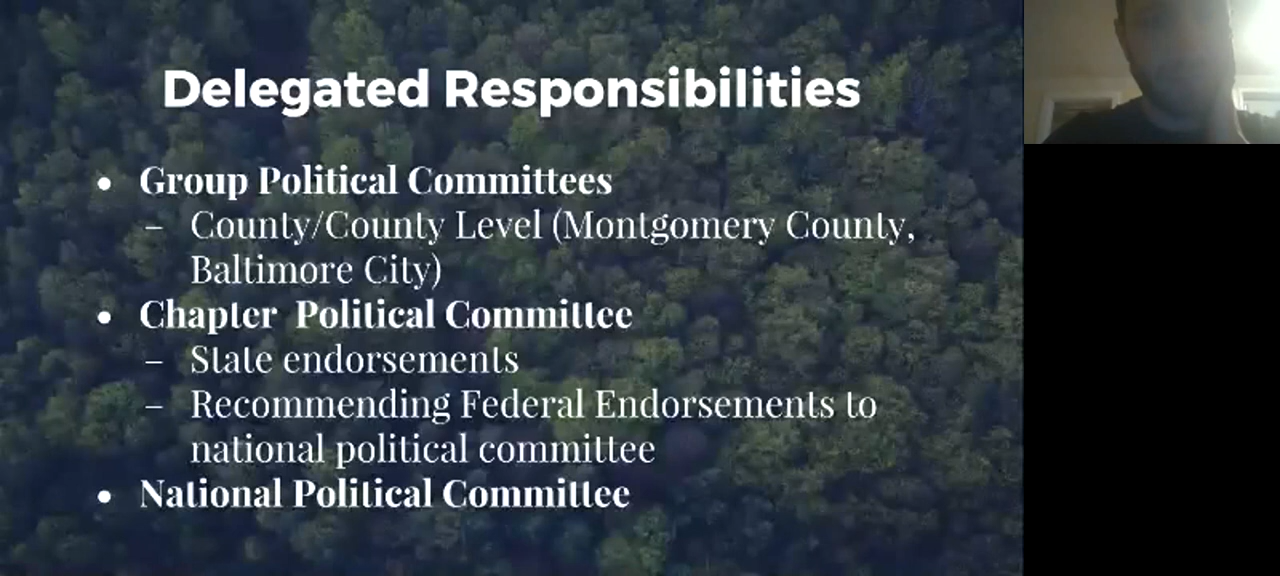 Delegated Responsibilities
• Group Political Committees
– County/County Level (Montgomery County,
Baltimore City)
• Chapter Political Committee
– State endorsements
– Recommending Federal Endorsements to
national political committee
• National Political Committee